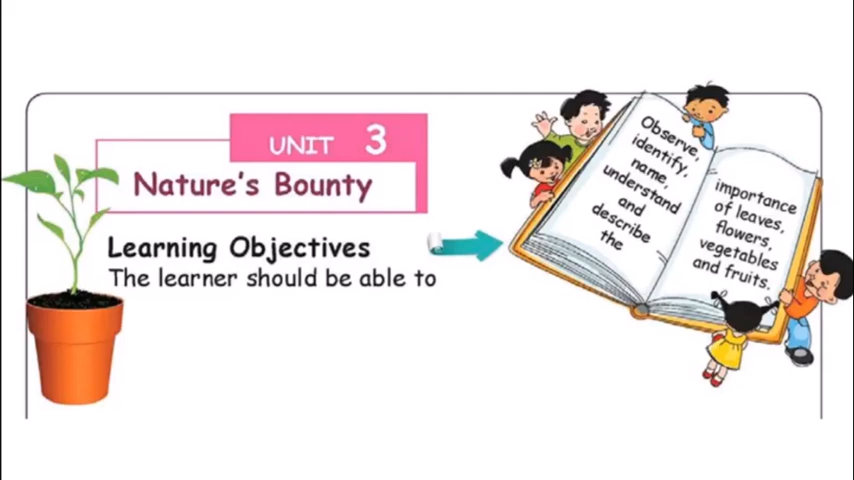 UNIT 3
Nature's Bounty
Learning Objectives
The learner should be able to
Observe,
identify,
name,
understand
and
describe
the
importance
of leaves,
flowers,
vegetables
and fruits.